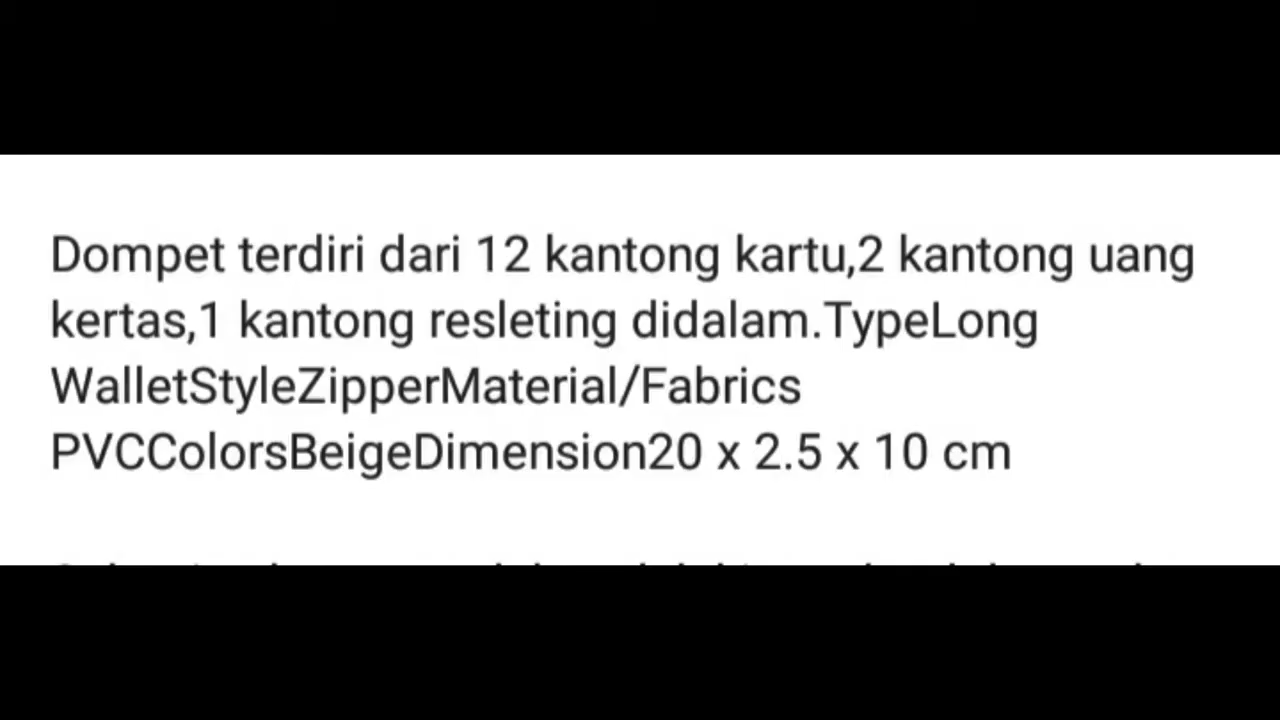 Dompet terdiri dari 12 kantong kartu,2 kantong uang
kertas,1 kantong resleting didalam.TypeLong
WalletStyleZipperMaterial/Fabrics
PVCColorsBeigeDimension20 x 2.5 x 10 cm